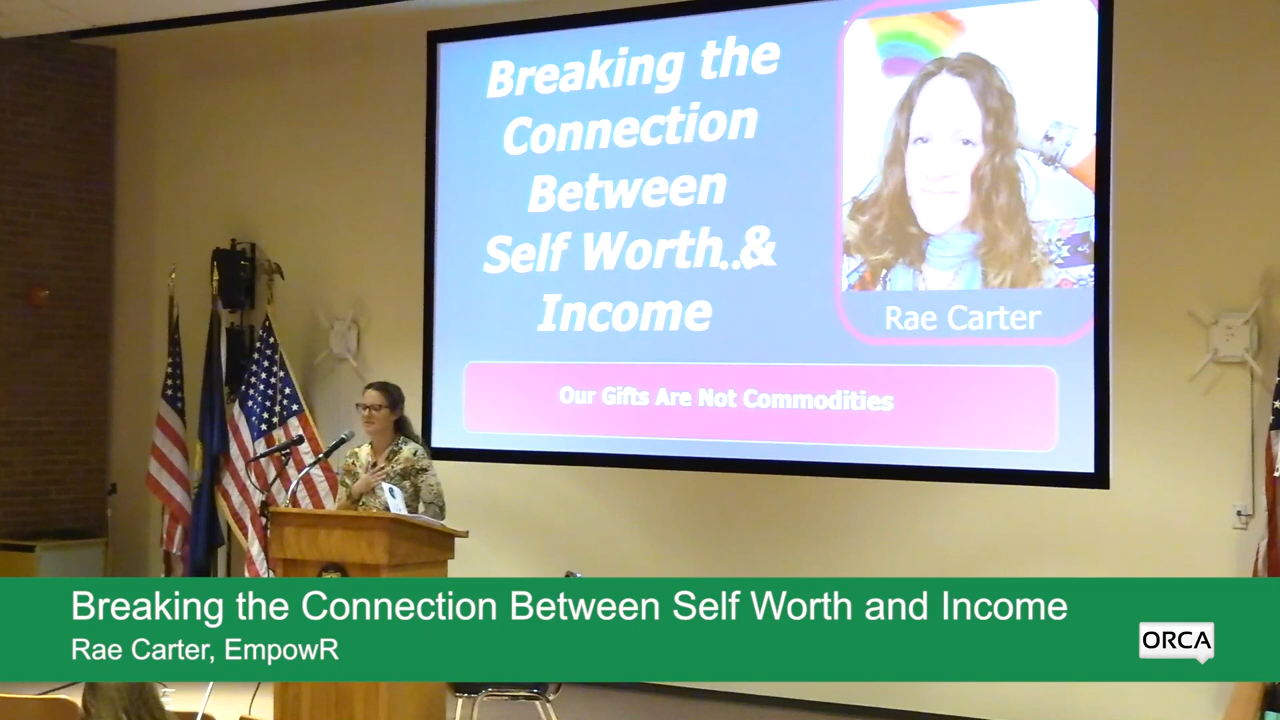 Breaking the
Connection
Between
Self Worth..&
Income
Rae Carter
Our Gifts Are Not Commodities
Breaking the Connection Between Self Worth and Income
Rae Carter, EmpowR
ORCA